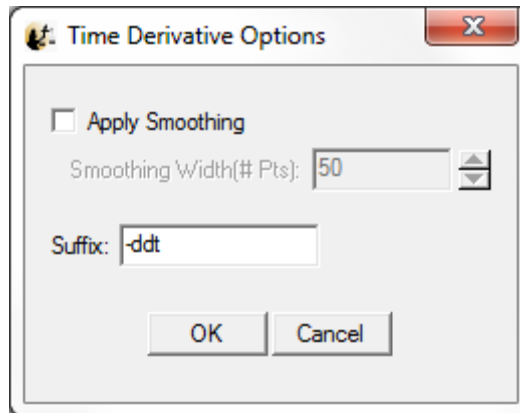 Time Derivative Options
Apply Smoothing
Smoothing Width(# Pts): 50
Suffix: -ddt
OK Cancel